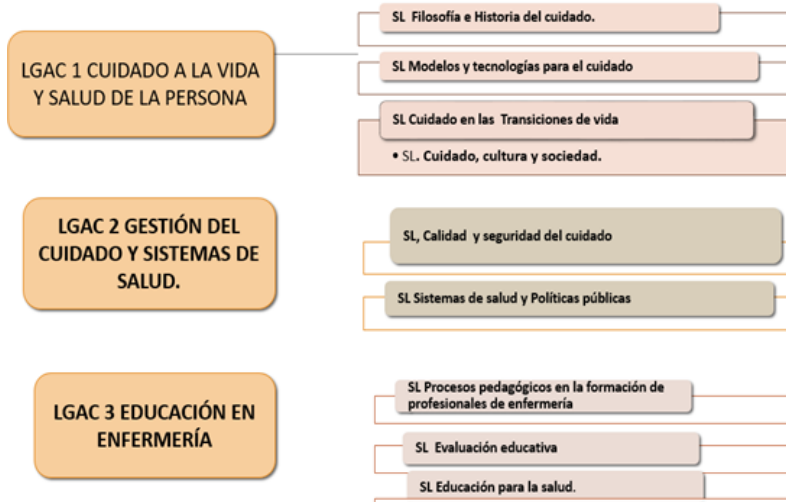 LGAC 1 CUIDADO A LA VIDA
Y SALUD DE LA PERSONA
SL Filosofía e Historia del cuidado.
SL Modelos y tecnologías para el cuidado
SL Cuidado en las Transiciones de vida
• SL. Cuidado, cultura y sociedad.
LGAC 2 GESTIÓN DEL
CUIDADO Y SISTEMAS DE
SALUD.
SL, Calidad y seguridad del cuidado
SL Sistemas de salud y Políticas públicas
LGAC 3 EDUCACIÓN EN
ENFERMERÍA
SL Procesos pedagógicos en la formación de
profesionales de enfermería
SL Evaluación educativa
SL Educación para la salud.